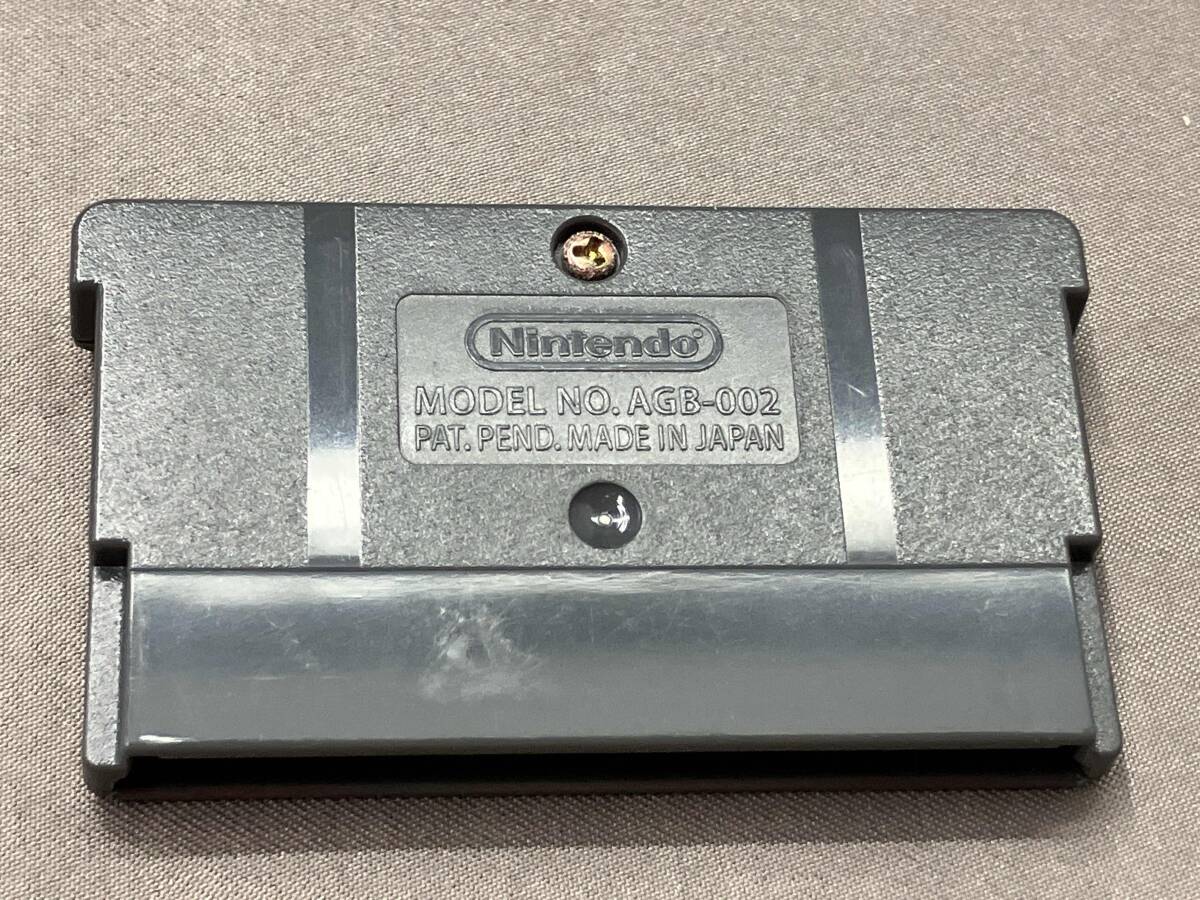 Nintendo®
MODEL NO. AGB-002
PAT. PEND. MADE IN JAPAN